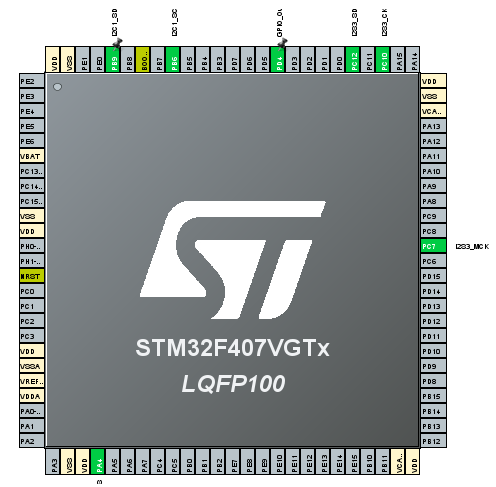 I2C1_SD
I2C1_SC
GPIO_Ou
I2S3_SD
I2S3_CK
VDD
VSS
PE1
PE0
PB9
PB8
BOO..
PB7
PB6
PB5
PB4
PB3
PD7
PD6
PD5
PD4
PD3
PD2
PD1
PD0
PC12
PC11
PC10
PA15
PA14
PE2
PE3
PE4
PE5
PE6
VBAT
PC13..
PC14..
PC15..
VSS
VDD
PH0-..
PH1-..
NRST
PC0
PC1
PC2
PC3
VDD
VSSA
VREF..
VDDA
PA0-..
PA1
PA2
VDD
VSS
VCA..
PA13
PA12
PA11
PA10
PA9
PA8
PC9
PC8
PC7
I2S3_MCK
PC6
PD15
PD14
PD13
PD12
PD11
PD10
PD9
PD8
PB15
PB14
PB13
PB12
ST
STM32F407VGTx
LQFP100
PA3
VSS
VDD
PA4
PA5
PA6
PA7
PC4
PC5
PB0
PB1
PB2
PE7
PE8
PE9
PE10
PE11
PE12
PE13
PE14
PE15
PB10
PB11
VCA..
VDD